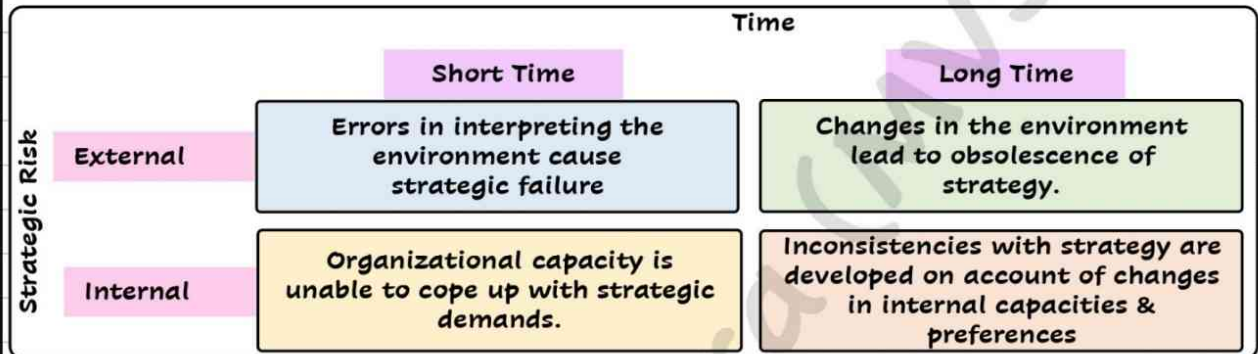 Time
Short Time
Long Time
Strategic Risk
External
Errors in interpreting the
environment cause
strategic failure
Changes in the environment
lead to obsolescence of
strategy.
Internal
Organizational capacity is
unable to cope up with strategic
demands.
Inconsistencies with strategy are
developed on account of changes
in internal capacities &
preferences